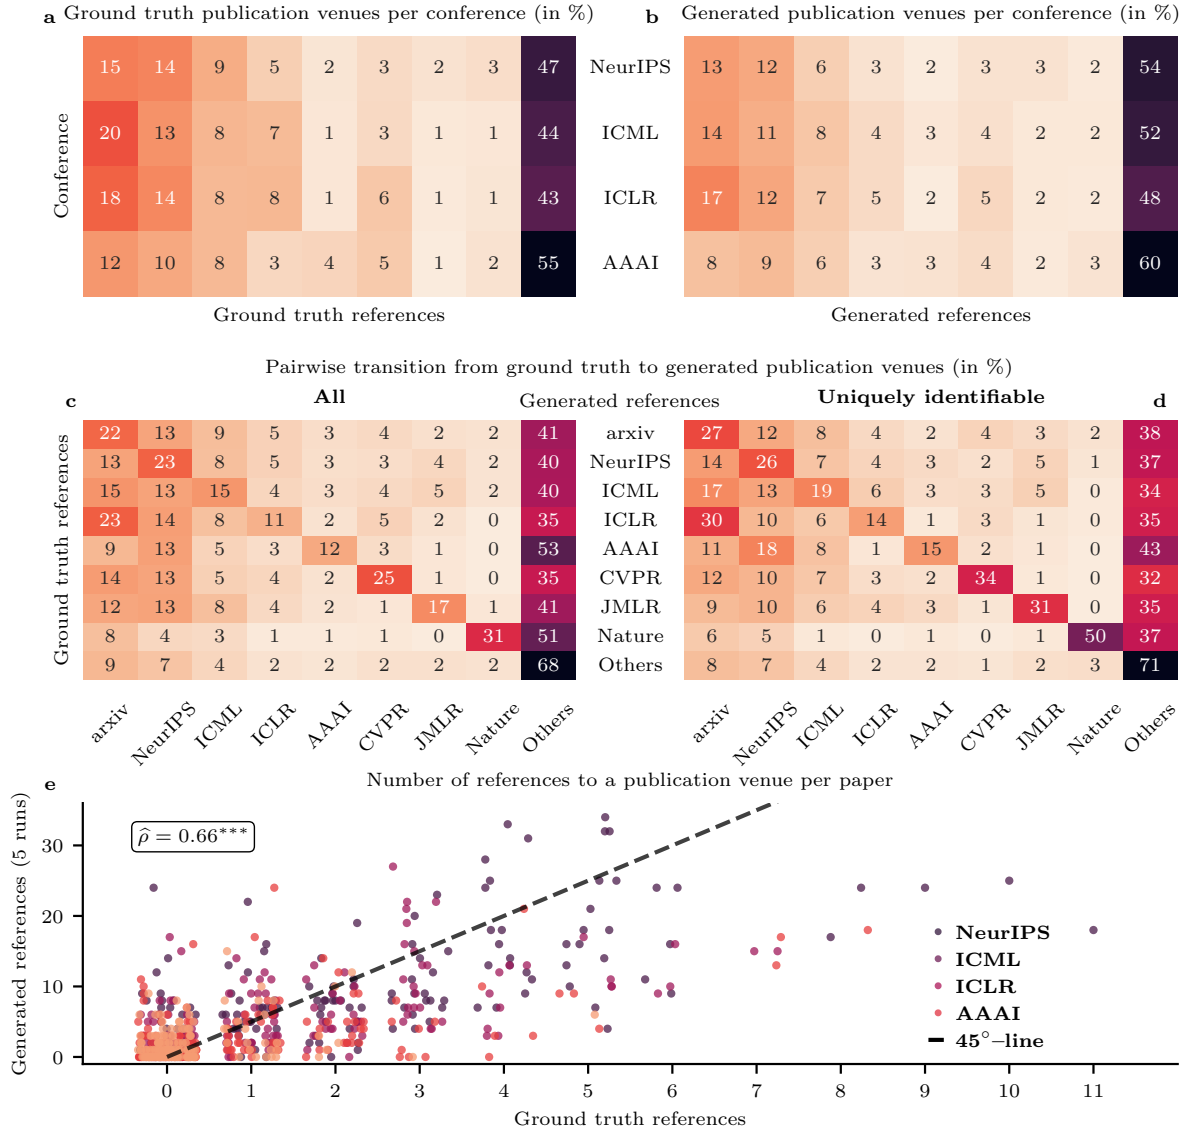 a Ground truth publication venues per conference (in %)
b Generated publication venues per conference (in %)
Conference
15 14 9 5 2 3 2 3 47 NeurIPS 13 12 6 3 2 3 3 2 54
20 13 8 7 1 3 1 1 44 ICML 14 11 8 4 3 4 2 2 52
18 14 8 8 1 6 1 1 43 ICLR 17 12 7 5 2 5 2 2 48
12 10 8 3 4 5 1 2 55 AAAI 8 9 6 3 3 4 2 3 60
Ground truth references Generated references
Pairwise transition from ground truth to generated publication venues (in %)
c All Generated references Uniquely identifiable d
Ground truth references
22 13 9 5 3 4 2 2 41 arxiv 27 12 8 4 2 4 3 2 38
13 23 8 5 3 3 4 2 40 NeurIPS 14 26 7 4 3 2 5 1 37
15 13 15 4 3 4 5 2 40 ICML 17 13 19 6 3 3 5 0 34
23 14 8 11 2 5 2 0 35 ICLR 30 10 6 14 1 3 1 0 35
9 13 5 3 12 3 1 0 53 AAAI 11 18 8 1 15 2 1 0 43
14 13 5 4 2 25 1 0 35 CVPR 12 10 7 3 2 34 1 0 32
12 13 8 4 2 1 17 1 41 JMLR 9 10 6 4 3 1 31 0 35
8 4 3 1 1 1 0 31 51 Nature 6 5 1 0 1 0 1 50 37
9 7 4 2 2 2 2 2 68 Others 8 7 4 2 2 1 2 3 71
arxiv NeurIPS ICML ICLR AAAI CVPR JMLR Nature Others arxiv NeurIPS ICML ICLR AAAI CVPR JMLR Nature Others
e Number of references to a publication venue per paper
Generated references (5 runs)
30
20
10
0
ρ̂ = 0.66***
NeurIPS
ICML
ICLR
AAAI
45°–line
0 1 2 3 4 5 6 7 8 9 10 11
Ground truth references